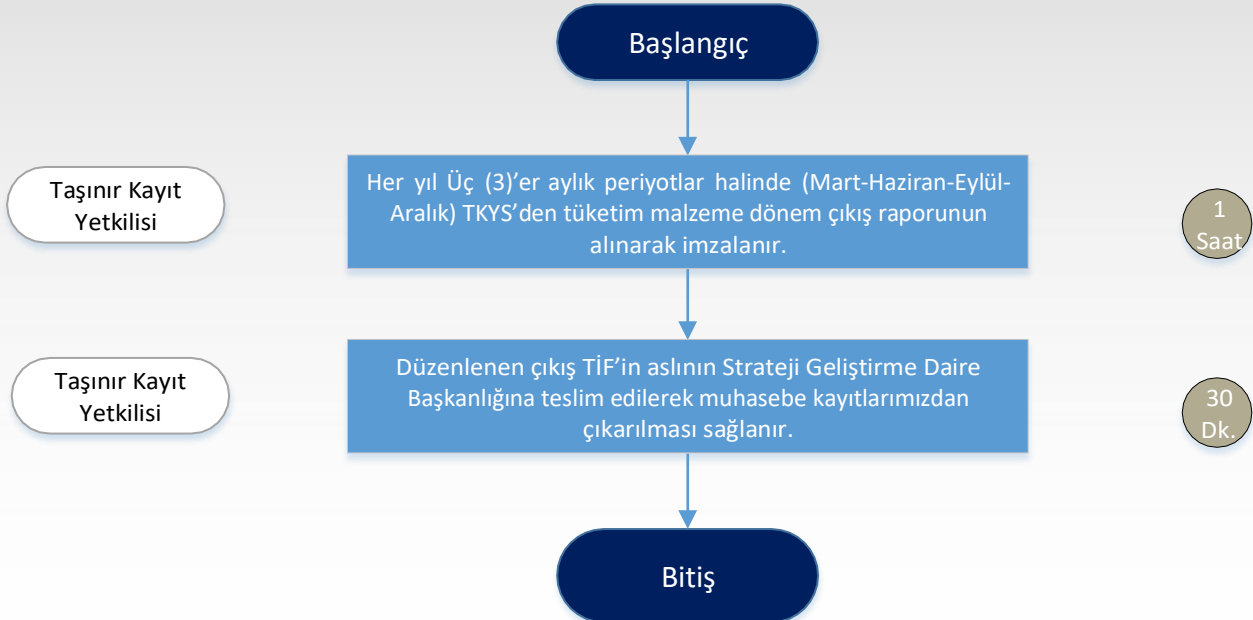 Başlangıç
Taşınır Kayıt
Yetkilisi
Her yıl Üç (3)’er aylık periyotlar halinde (Mart-Haziran-Eylül-
Aralık) TKYS’den tüketim malzeme dönem çıkış raporunun
alınarak imzalanır.
1
Saat
Taşınır Kayıt
Yetkilisi
Düzenlenen çıkış TİF’in aslının Strateji Geliştirme Daire
Başkanlığına teslim edilerek muhasebe kayıtlarımızdan
çıkarılması sağlanır.
30
Dk.
Bitiş